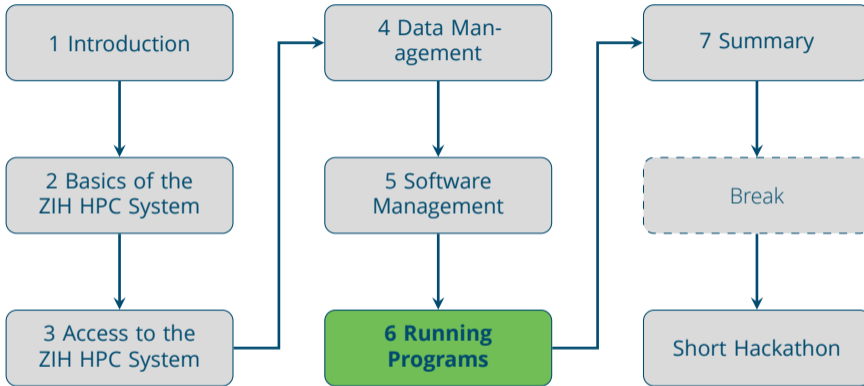 1 Introduction
2 Basics of the
ZIH HPC System
3 Access to the
ZIH HPC System
4 Data Man-
agement
5 Software
Management
6 Running
Programs
7 Summary
Break
Short Hackathon